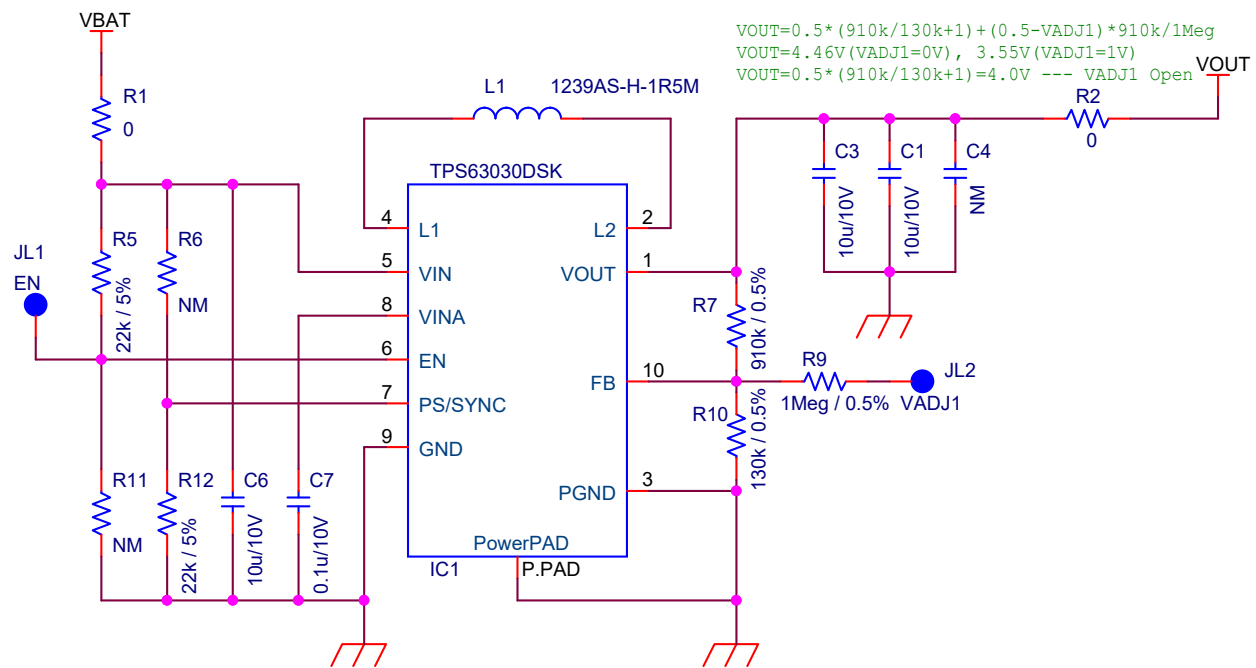 VBAT
VOUT=0.5*(910k/130k+1)+(0.5-VADJ1)*910k/1Meg
VOUT=4.46V(VADJ1=0V), 3.55V(VADJ1=1V)
VOUT=0.5*(910k/130k+1)=4.0V --- VADJ1 Open
VOUT
R1
0
L1
1239AS-H-1R5M
R2
0
TPS63030DSK
C3
10u/10V
C1
10u/10V
C4
NM
4
L1
2
L2
5
VIN
1
VOUT
8
VINA
6
EN
10
FB
7
PS/SYNC
9
GND
3
PGND
PowerPAD
IC1
P.PAD
JL1
EN
R5
22k / 5%
R6
NM
R7
910k / 0.5%
R9
1Meg / 0.5%
JL2
VADJ1
R10
130k / 0.5%
R11
NM
R12
22k / 5%
C6
10u/10V
C7
0.1u/10V